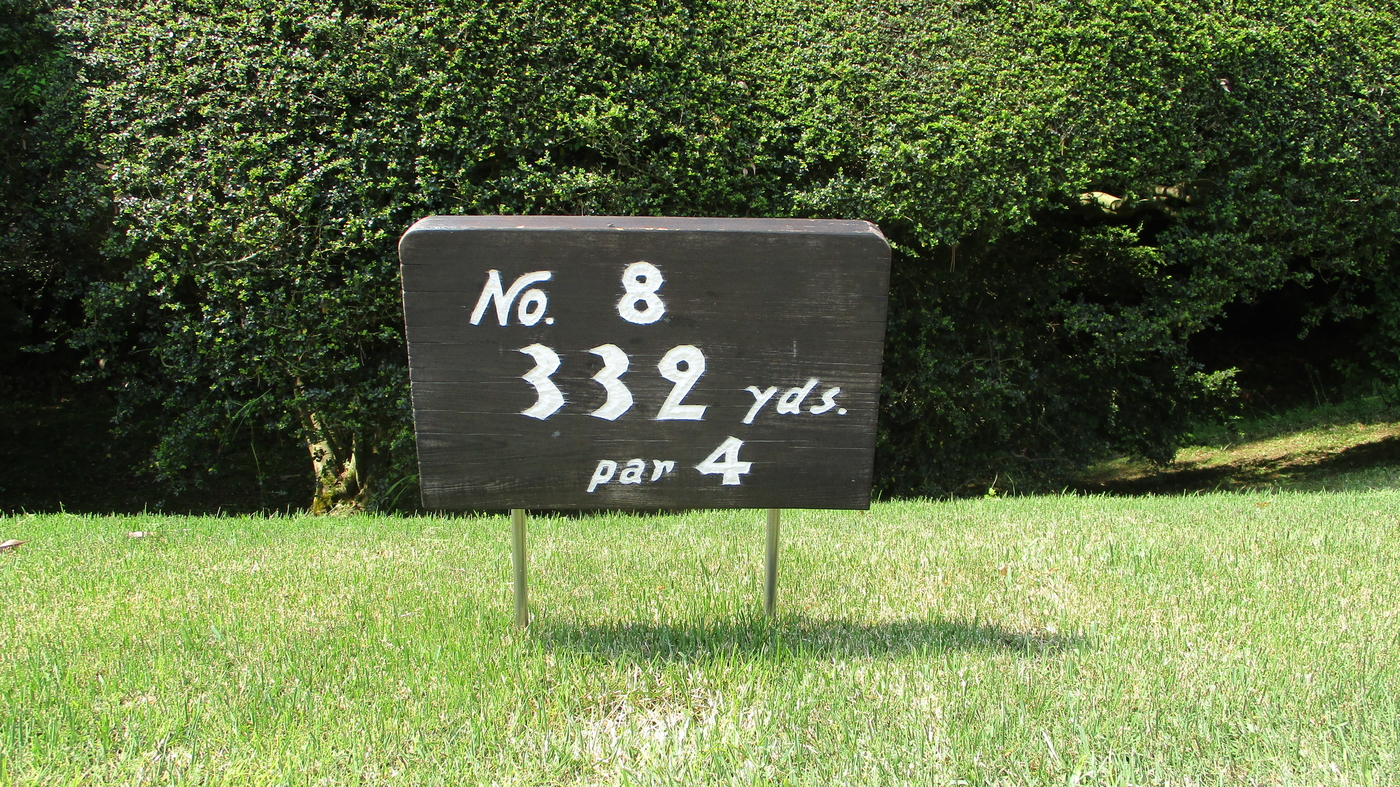 No. 8
332 yds.
par 4